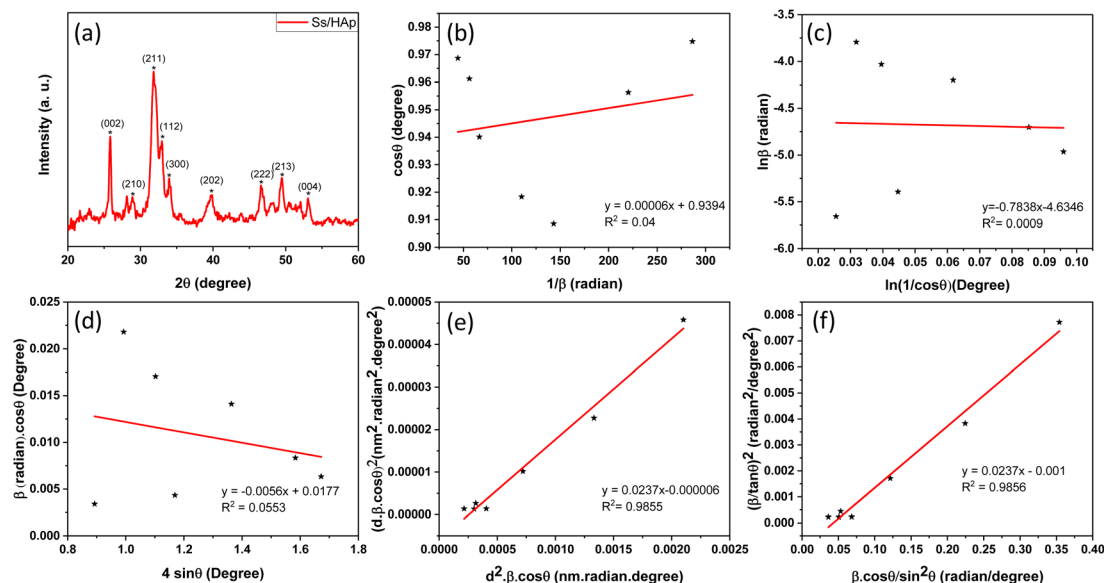 (a)
Ss/HAp
(211)
(002)
(112)
(300)
(210)
(202)
(222)
(213)
(004)
Intensity (a. u.)
20 30 40 50 60
2θ (degree)
(b)
0.98
0.97
0.96
0.95
0.94
0.93
0.92
0.91
0.90
cosθ (degree)
y = 0.00006x + 0.9394
R² = 0.04
50 100 150 200 250 300
1/β (radian)
(c)
-3.5
-4.0
-4.5
-5.0
-5.5
-6.0
lnβ (radian)
y=-0.7838x-4.6346
R² = 0.0009
0.02 0.03 0.04 0.05 0.06 0.07 0.08 0.09 0.10
ln(1/cosθ)(Degree)
(d)
0.025
0.020
0.015
0.010
0.005
0.000
β (radian).cosθ (Degree)
y = -0.0056x + 0.0177
R² = 0.0553
0.8 1.0 1.2 1.4 1.6 1.8
4 sinθ (Degree)
(e)
0.00005
0.00004
0.00003
0.00002
0.00001
0.00000
(d.β.cosθ)²(nm².radian².degree²)
y = 0.0237x-0.000006
R² = 0.9855
0.0000 0.0005 0.0010 0.0015 0.0020 0.0025
d².β.cosθ (nm.radian.degree)
(f)
0.008
0.007
0.006
0.005
0.004
0.003
0.002
0.001
0.000
(β/tanθ)² (radian²/degree²)
y = 0.0237x - 0.001
R² = 0.9856
0.00 0.05 0.10 0.15 0.20 0.25 0.30 0.35 0.40
β.cosθ/sin²θ (radian/degree)